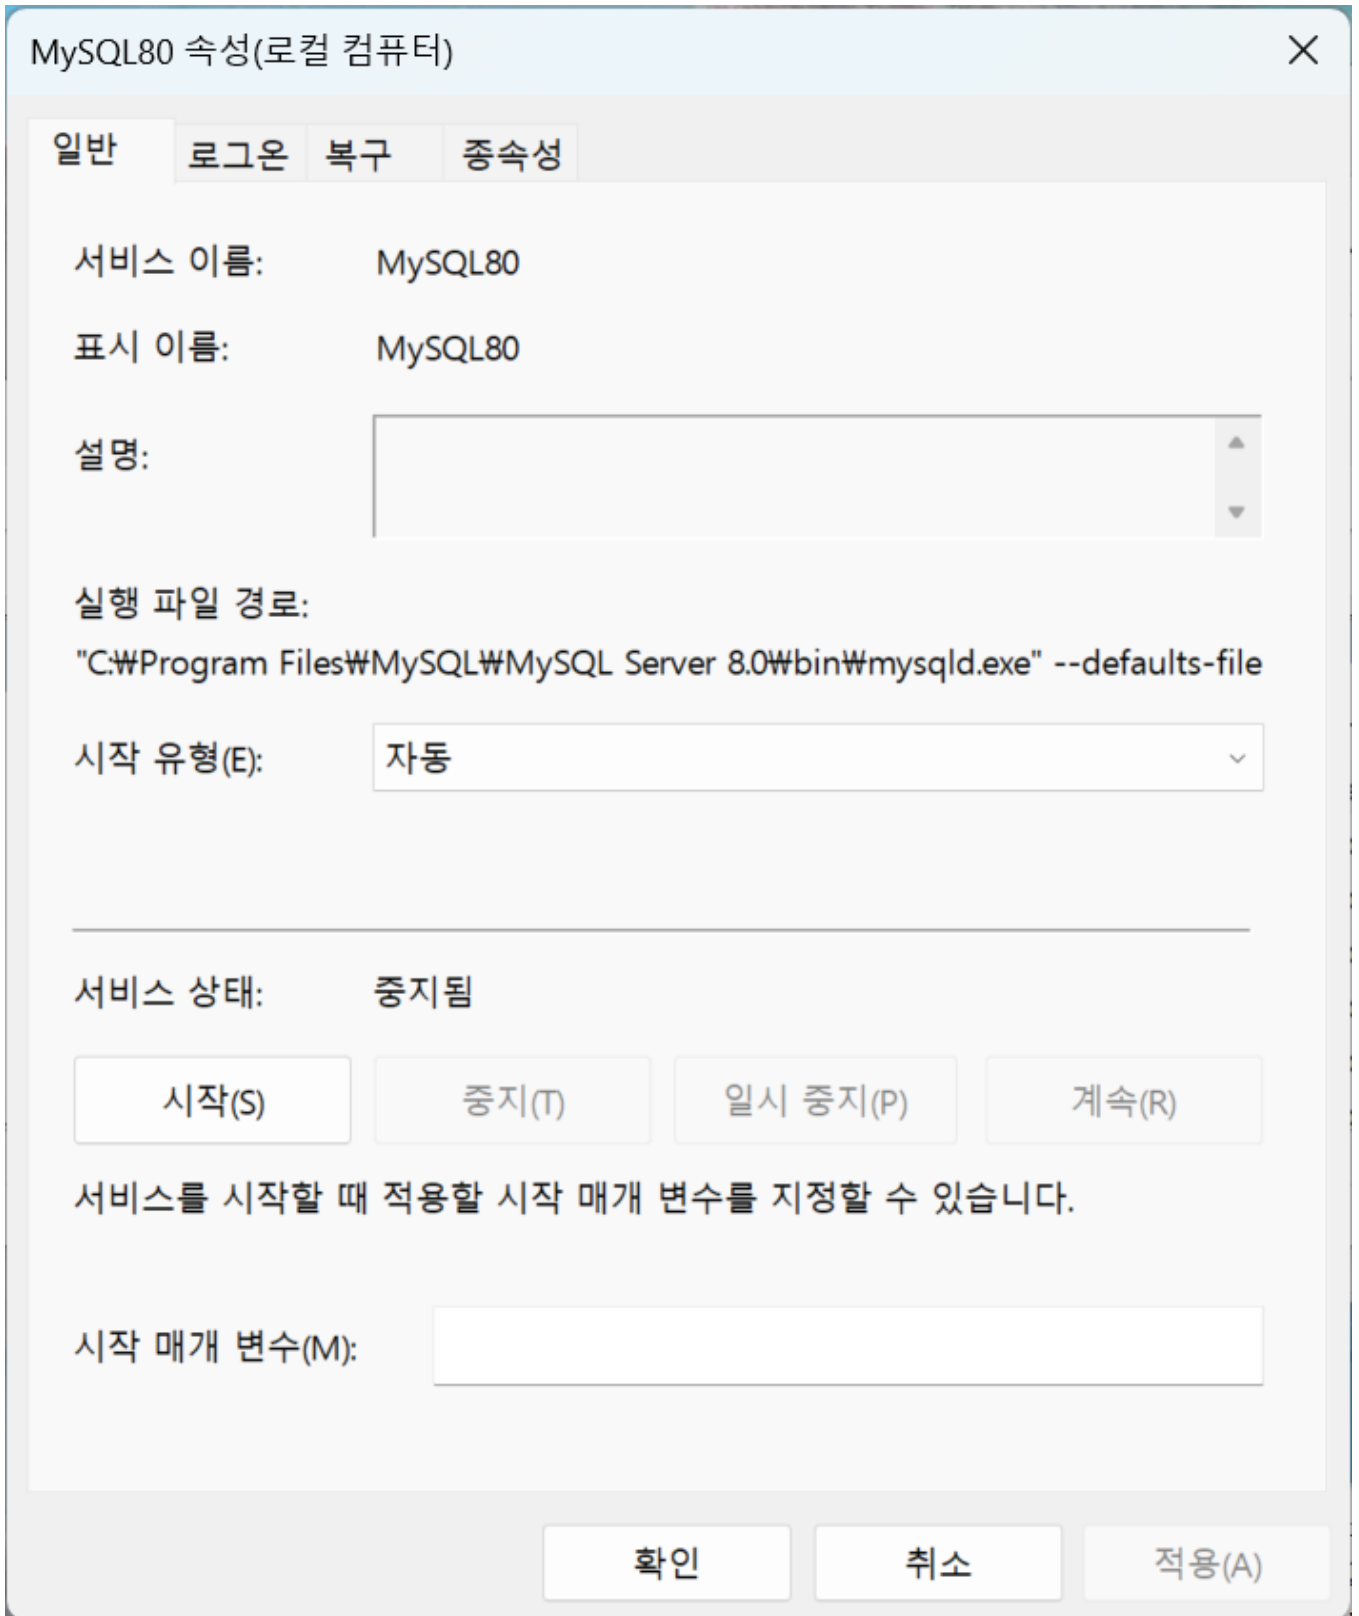 MySQL80 속성(로컬 컴퓨터)
일반 로그온 복구 종속성
서비스 이름: MySQL80
표시 이름: MySQL80
설명:
실행 파일 경로:
"C:₩Program Files₩MySQL₩MySQL Server 8.0₩bin₩mysqld.exe" --defaults-file
시작 유형(E): 자동
서비스 상태: 중지됨
시작(S) 중지(T) 일시 중지(P) 계속(R)
서비스를 시작할 때 적용할 시작 매개 변수를 지정할 수 있습니다.
시작 매개 변수(M):
확인 취소 적용(A)